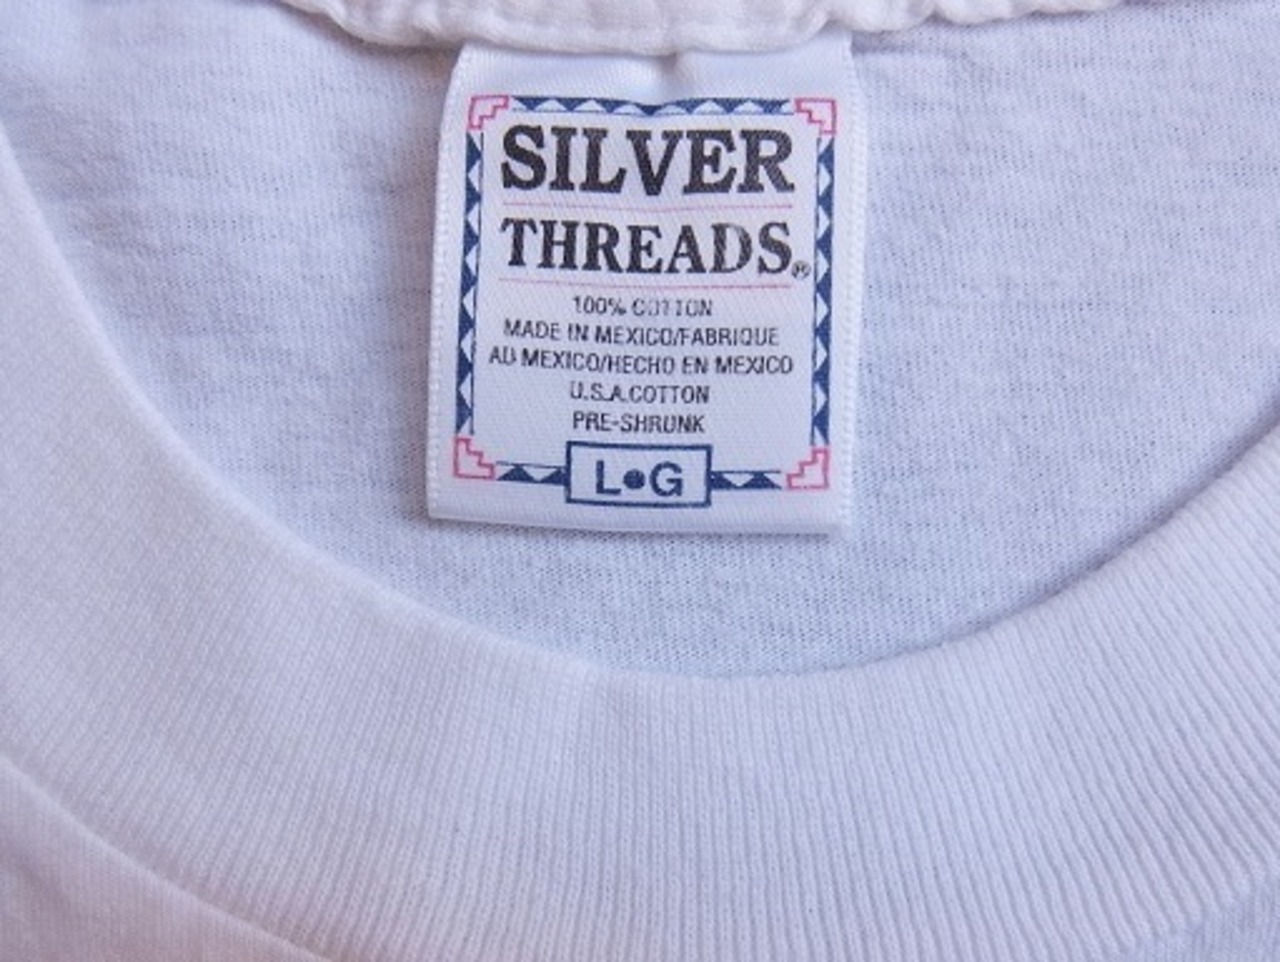 SILVER
THREADS®
100% COTTON
MADE IN MEXICO/FABRIQUE
AU MEXICO/HECHO EN MEXICO
U.S.A.COTTON
PRE-SHRUNK
L•G